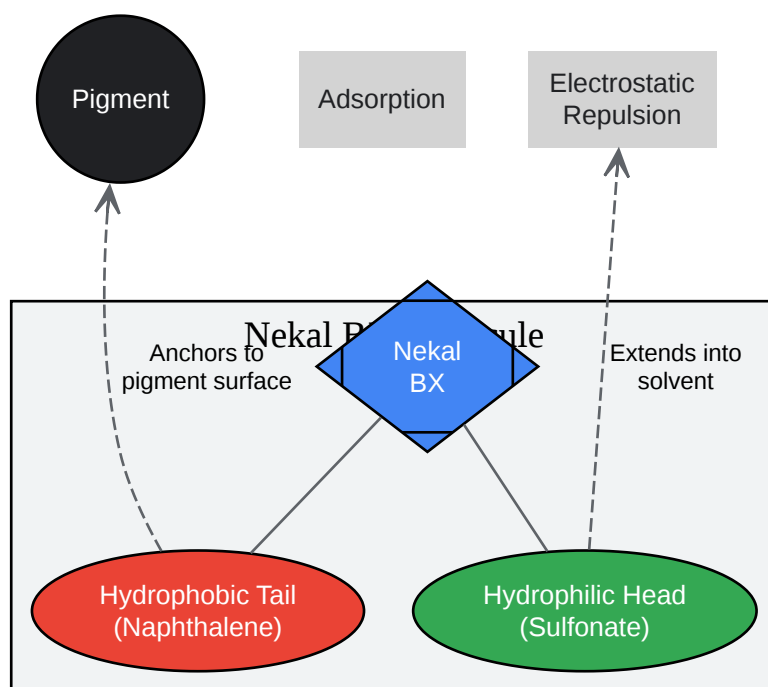 Pigment
Adsorption
Electrostatic
Repulsion
Nekal
Anchors to
pigment surface
Nekal
BX
Extends into
solvent
Hydrophobic Tail
(Naphthalene)
Hydrophilic Head
(Sulfonate)